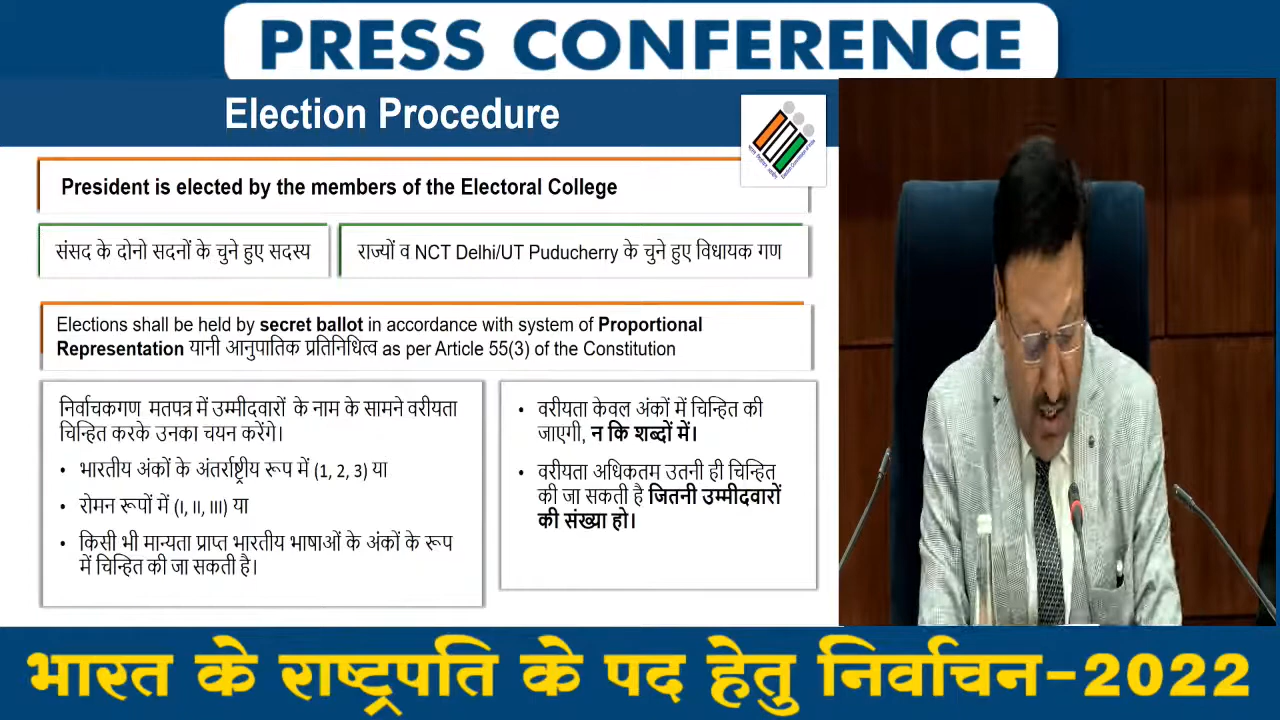 PRESS CONFERENCE
Election Procedure
President is elected by the members of the Electoral College
संसद के दोनो सदनों के चुने हुए सदस्य
राज्यों व NCT Delhi/UT Puducherry के चुने हुए विधायक गण
Elections shall be held by secret ballot in accordance with system of Proportional
Representation यानी आनुपातिक प्रतिनिधित्व as per Article 55(3) of the Constitution
निर्वाचकगण मतपत्र में उम्मीदवारों के नाम के सामने वरीयता
चिन्हित करके उनका चयन करेंगे।
• भारतीय अंकों के अंतर्राष्ट्रीय रूप में (1, 2, 3) या
• रोमन रूपों में (I, II, III) या
• किसी भी मान्यता प्राप्त भारतीय भाषाओं के अंकों के रूप
में चिन्हित की जा सकती है।
• वरीयता केवल अंकों में चिन्हित की
जाएगी, न कि शब्दों में।
• वरीयता अधिकतम उतनी ही चिन्हित
की जा सकती है जितनी उम्मीदवारों
की संख्या हो।
भारत के राष्ट्रपति के पद हेतु निर्वाचन-2022